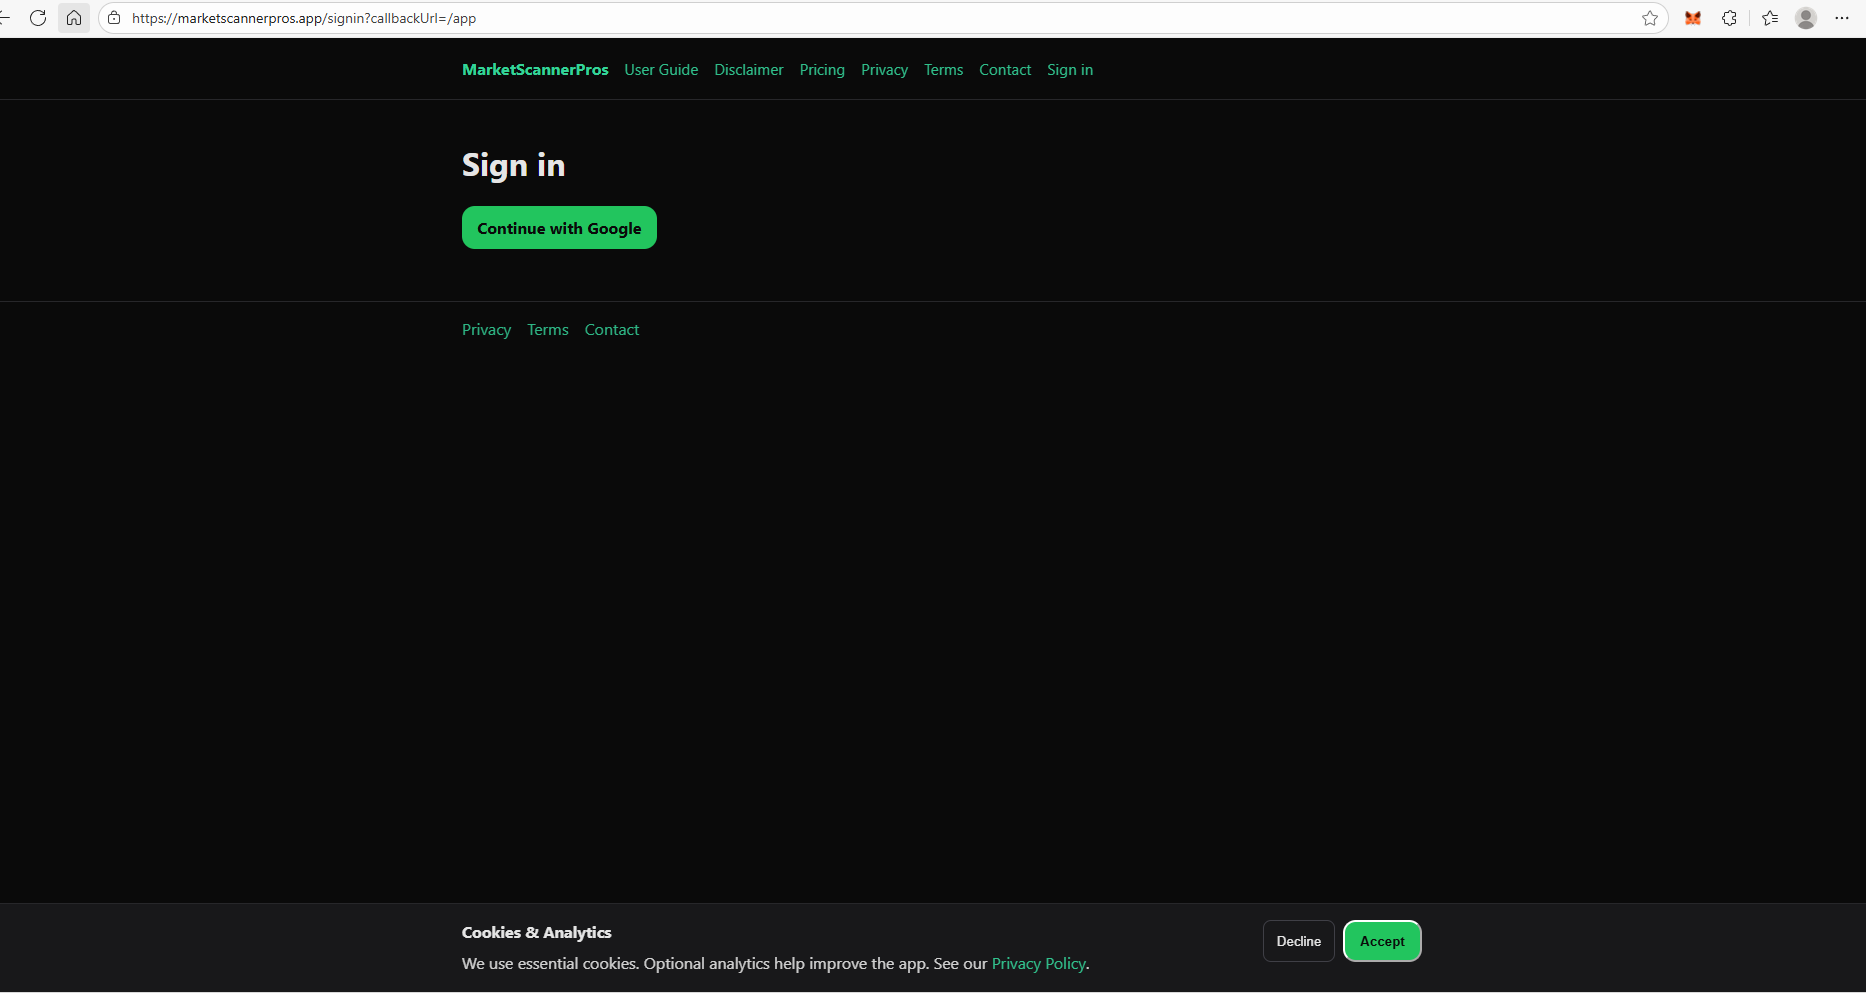 https://marketscannerpros.app/signin?callbackUrl=/app
MarketScannerPros User Guide Disclaimer Pricing Privacy Terms Contact Sign in
Sign in
Continue with Google
Privacy Terms Contact
Cookies & Analytics
We use essential cookies. Optional analytics help improve the app. See our Privacy Policy.
Decline Accept